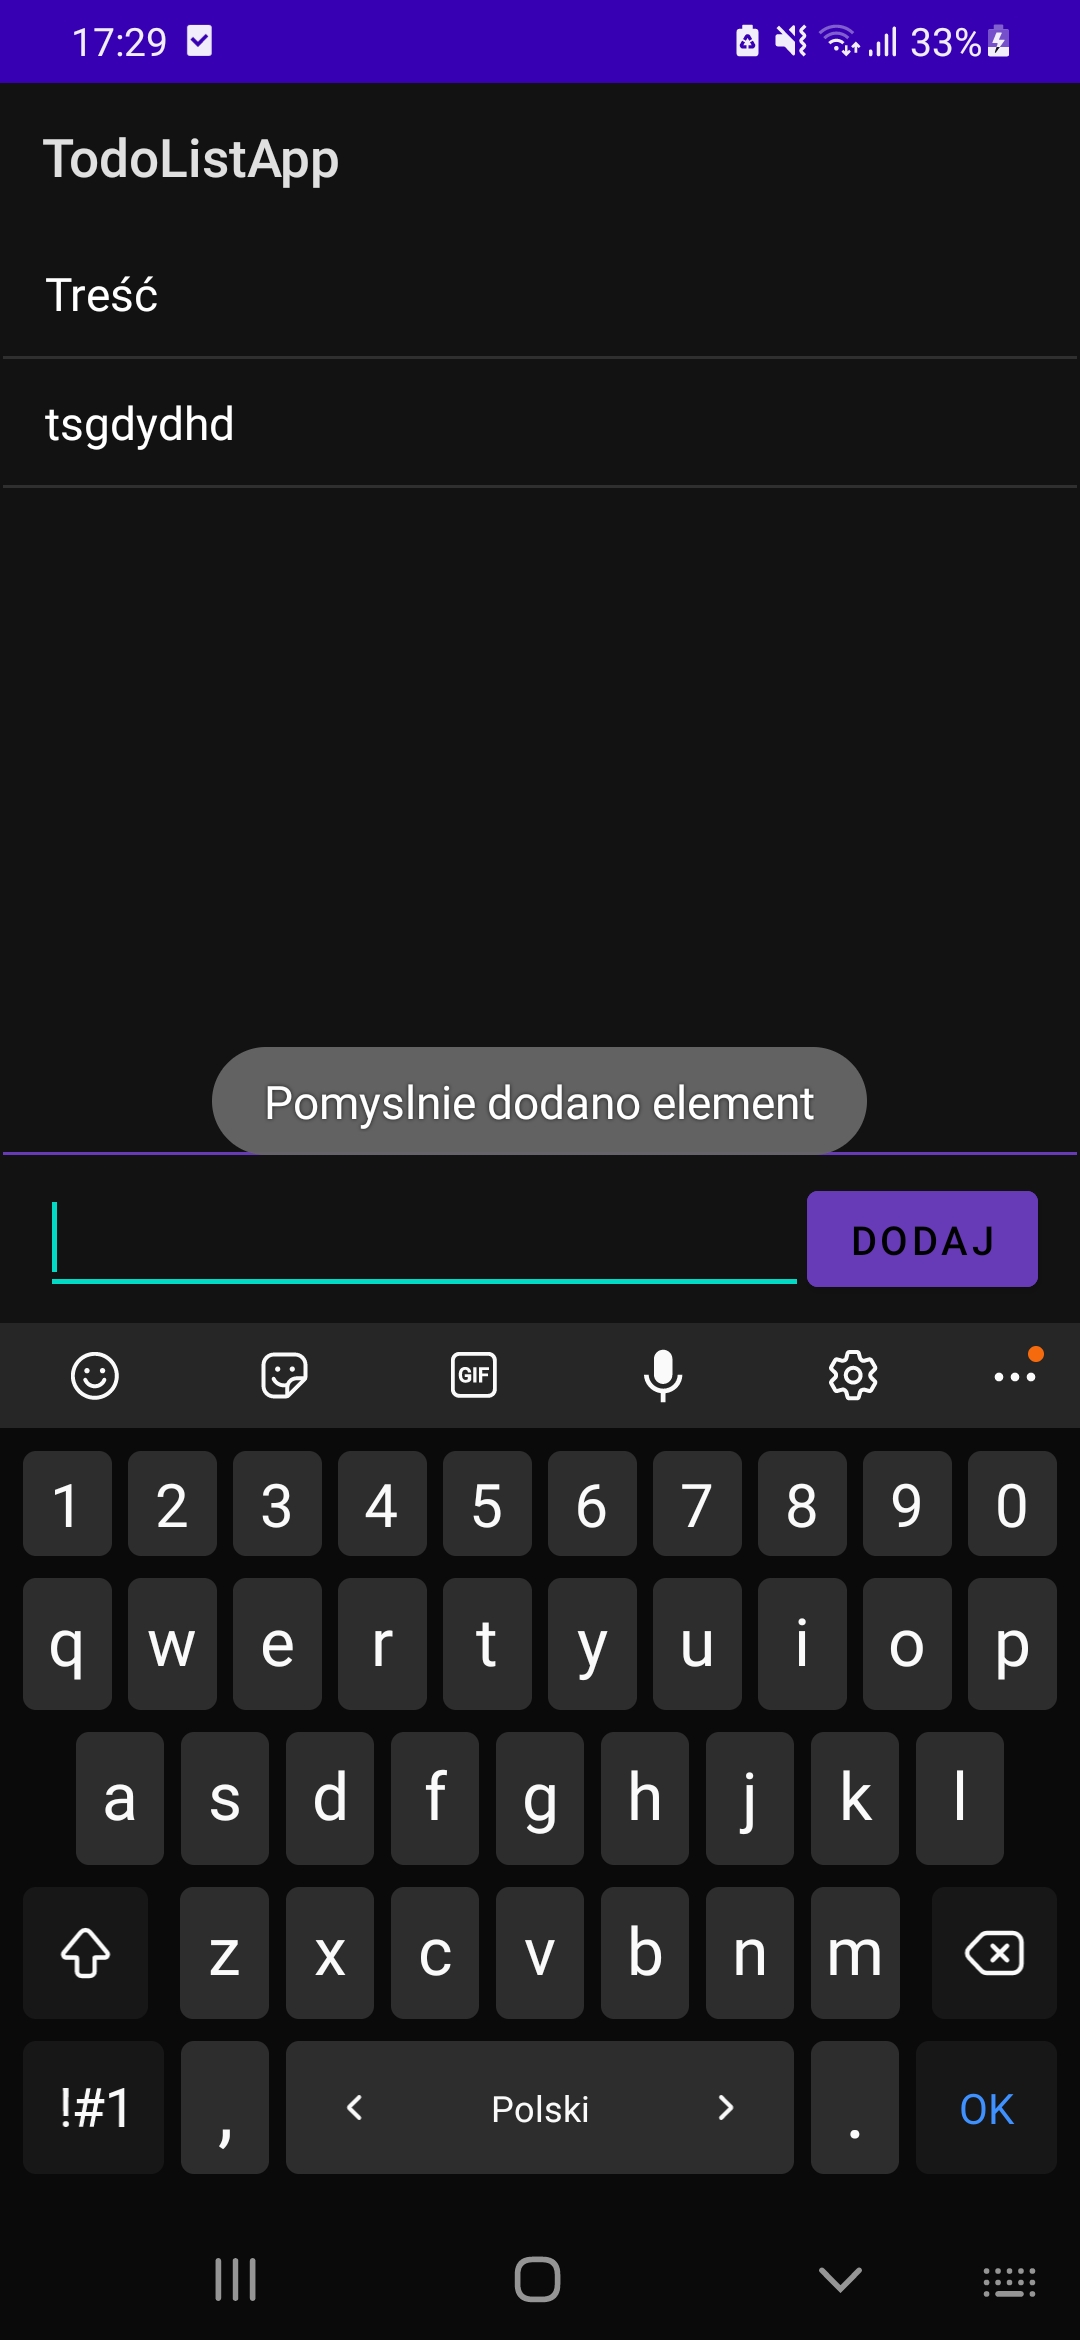 17:29 33%
TodoListApp
Treść
tsgdydhd
Pomyslnie dodano element
DODAJ
GIF
1 2 3 4 5 6 7 8 9 0
q w e r t y u i o p
a s d f g h j k l
z x c v b n m
!#1 , < Polski > . OK